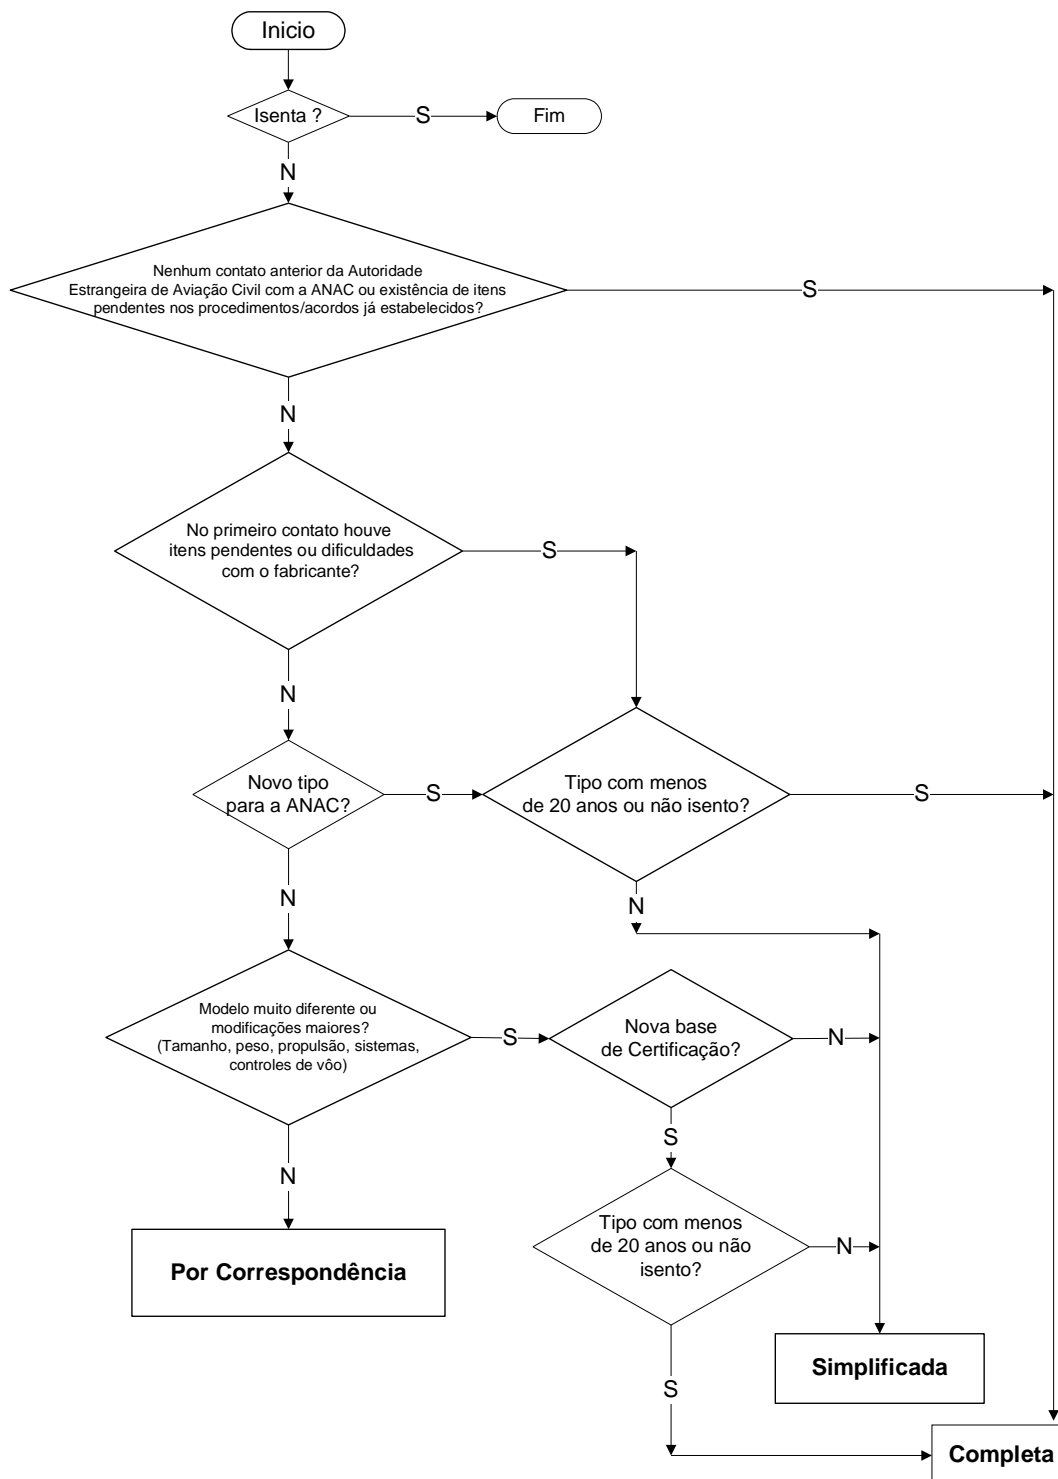 Inicio
Isenta ?
S
Fim
N
Nenhum contato anterior da Autoridade
Estrangeira de Aviação Civil com a ANAC ou existência de itens
pendentes nos procedimentos/acordos já estabelecidos?
S
N
No primeiro contato houve
itens pendentes ou dificuldades
com o fabricante?
S
N
Novo tipo
para a ANAC?
S
Tipo com menos
de 20 anos ou não isento?
S
N
N
Modelo muito diferente ou
modificações maiores?
(Tamanho, peso, propulsão, sistemas,
controles de vôo)
S
Nova base
de Certificação?
N
S
N
Tipo com menos
de 20 anos ou não
isento?
N
Por Correspondência
Simplificada
S
Completa